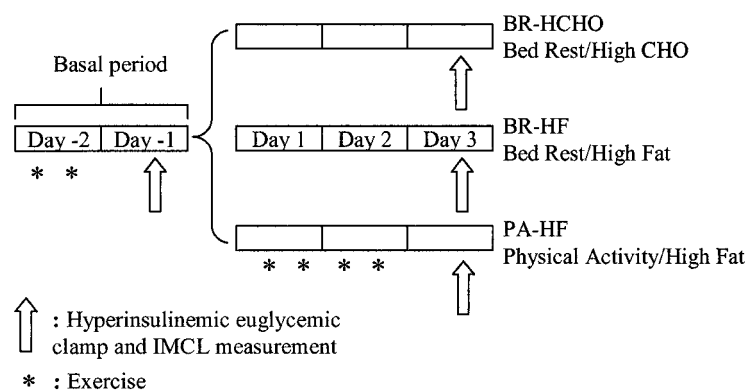 BR-HCHO
Bed Rest/High CHO
Basal period
Day -2 Day -1
Day 1 Day 2 Day 3
BR-HF
Bed Rest/High Fat
* *
PA-HF
Physical Activity/High Fat
* * * *
: Hyperinsulinemic euglycemic
clamp and IMCL measurement
* : Exercise